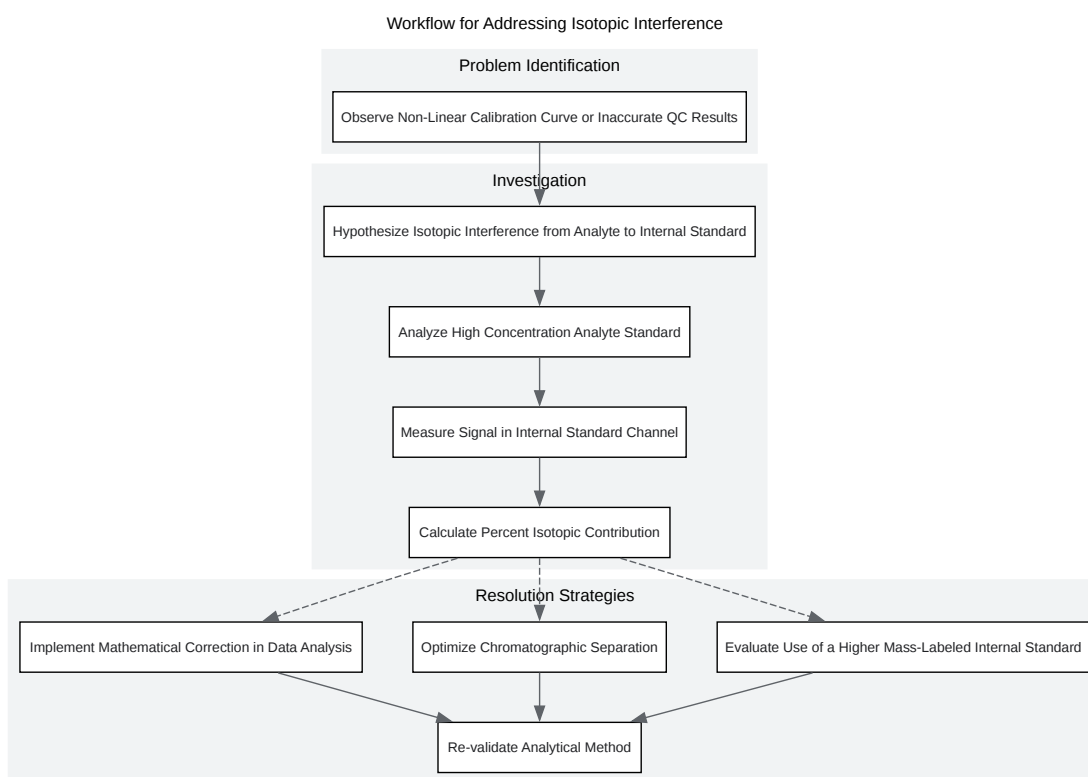 Workflow for Addressing Isotopic Interference
Problem Identification
Observe Non-Linear Calibration Curve or Inaccurate QC Results
Investigation
Hypothesize Isotopic Interference from Analyte to Internal Standard
Analyze High Concentration Analyte Standard
Measure Signal in Internal Standard Channel
Calculate Percent Isotopic Contribution
Resolution Strategies
Implement Mathematical Correction in Data Analysis
Optimize Chromatographic Separation
Evaluate Use of a Higher Mass-Labeled Internal Standard
Re-validate Analytical Method